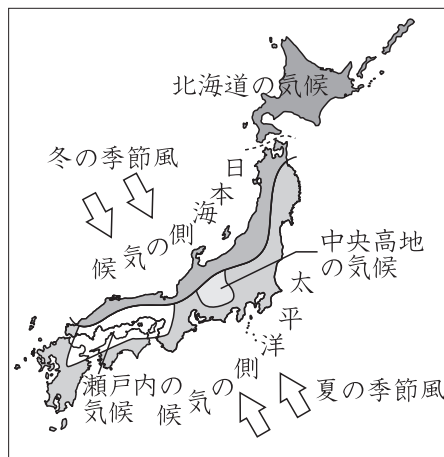 北海道の気候
冬の季節風
日本海側の気候
中央高地
の気候
太平洋側の気候
瀬戸内の
気候
夏の季節風